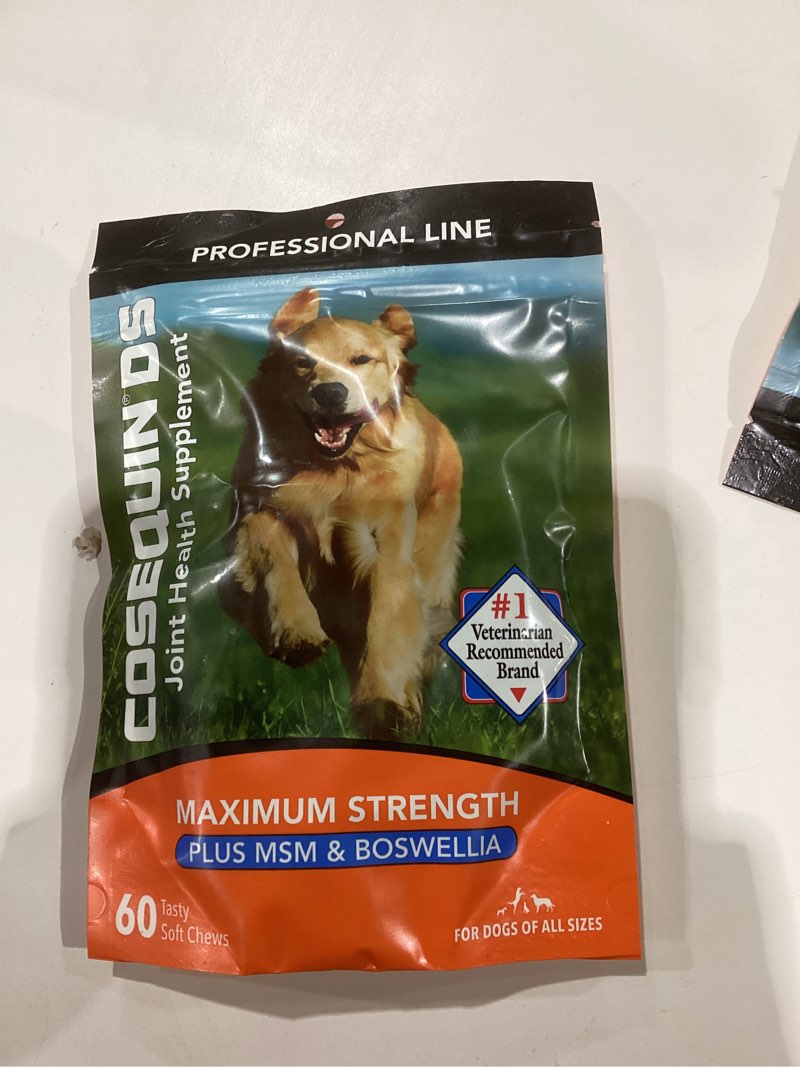 PROFESSIONAL LINE
COSEQUIN® DS
Joint Health Supplement
#1
Veterinarian
Recommended
Brand
MAXIMUM STRENGTH
PLUS MSM & BOSWELLIA
60 Tasty
Soft Chews
FOR DOGS OF ALL SIZES